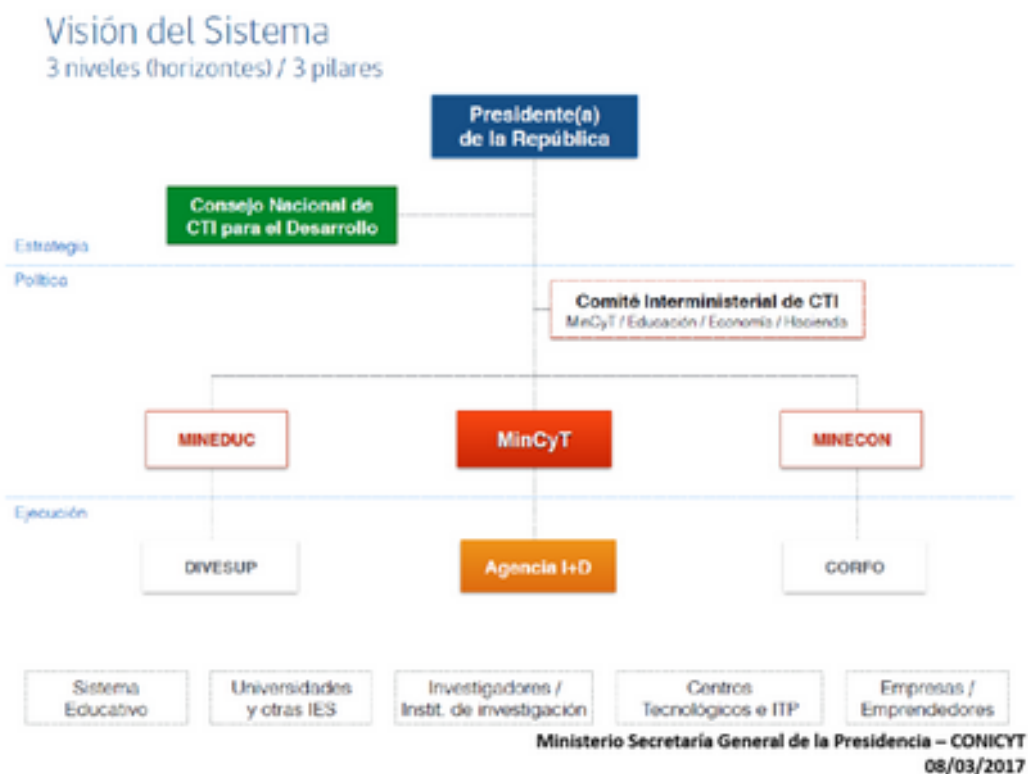 Visión del Sistema
3 niveles (horizontes) / 3 pilares
Presidente(a)
de la República
Consejo Nacional de
CTI para el Desarrollo
Estrategia
Política
Comité Interministerial de CTI
MinCyT / Educación / Economía / Hacienda
MINEDUC
MinCyT
MINECON
Ejecución
DIVESUP
Agencia I+D
CORFO
Sistema
Educativo
Universidades
y otras IES
Investigadores /
Instit. de investigación
Centros
Tecnológicos e ITP
Empresas /
Emprendedores
Ministerio Secretaría General de la Presidencia – CONICYT
08/03/2017